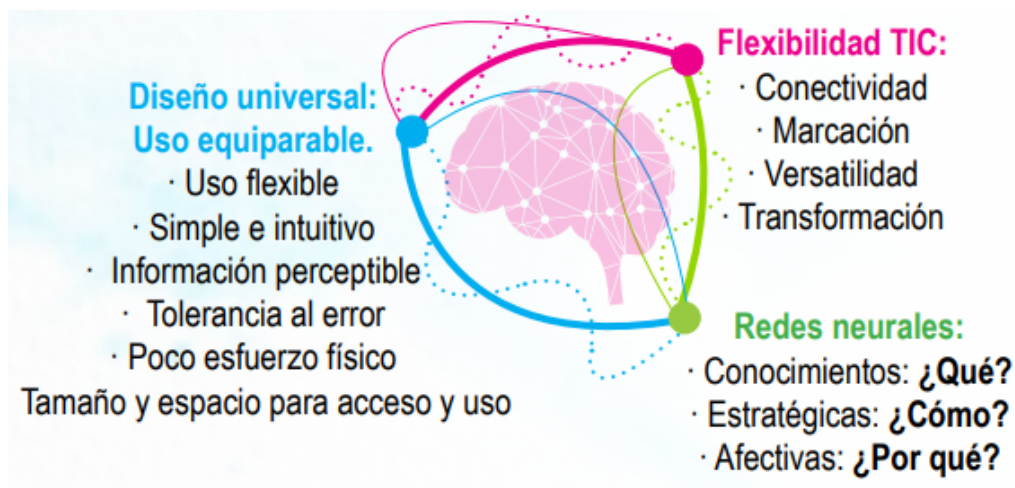 Diseño universal:
Uso equiparable.
· Uso flexible
· Simple e intuitivo
· Información perceptible
· Tolerancia al error
· Poco esfuerzo físico
Tamaño y espacio para acceso y uso
Flexibilidad TIC:
· Conectividad
· Marcación
· Versatilidad
· Transformación
Redes neurales:
· Conocimientos: ¿Qué?
· Estratégicas: ¿Cómo?
· Afectivas: ¿Por qué?